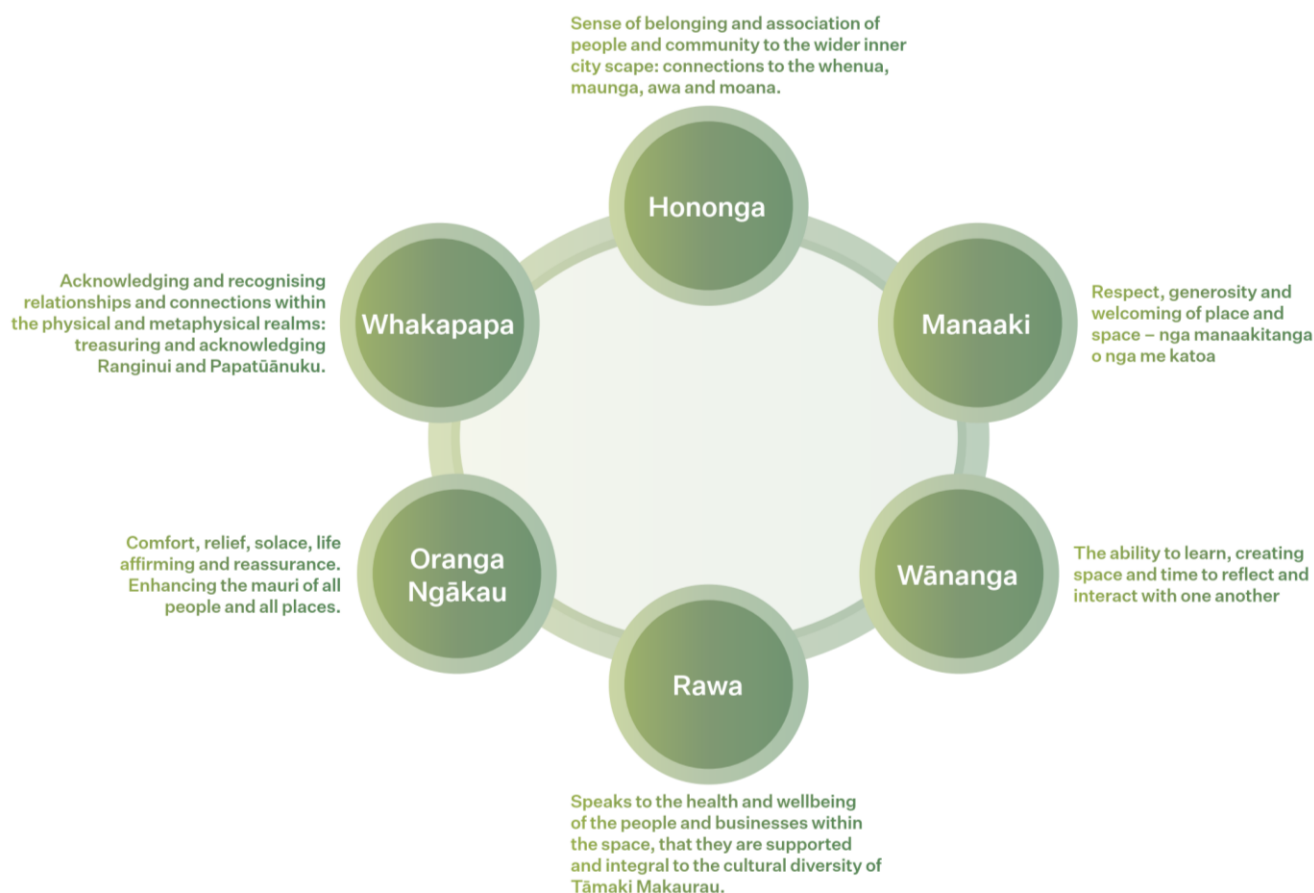 Sense of belonging and association of
people and community to the wider inner
city scape: connections to the whenua,
maunga, awa and moana.
Hononga
Acknowledging and recognising
relationships and connections within
the physical and metaphysical realms:
treasuring and acknowledging
Ranginui and Papatūānuku.
Whakapapa
Manaaki
Respect, generosity and
welcoming of place and
space – nga manaakitanga
o nga me katoa
Comfort, relief, solace, life
affirming and reassurance.
Enhancing the mauri of all
people and all places.
Oranga
Ngākau
Wānanga
The ability to learn, creating
space and time to reflect and
interact with one another
Rawa
Speaks to the health and wellbeing
of the people and businesses within
the space, that they are supported
and integral to the cultural diversity of
Tāmaki Makaurau.